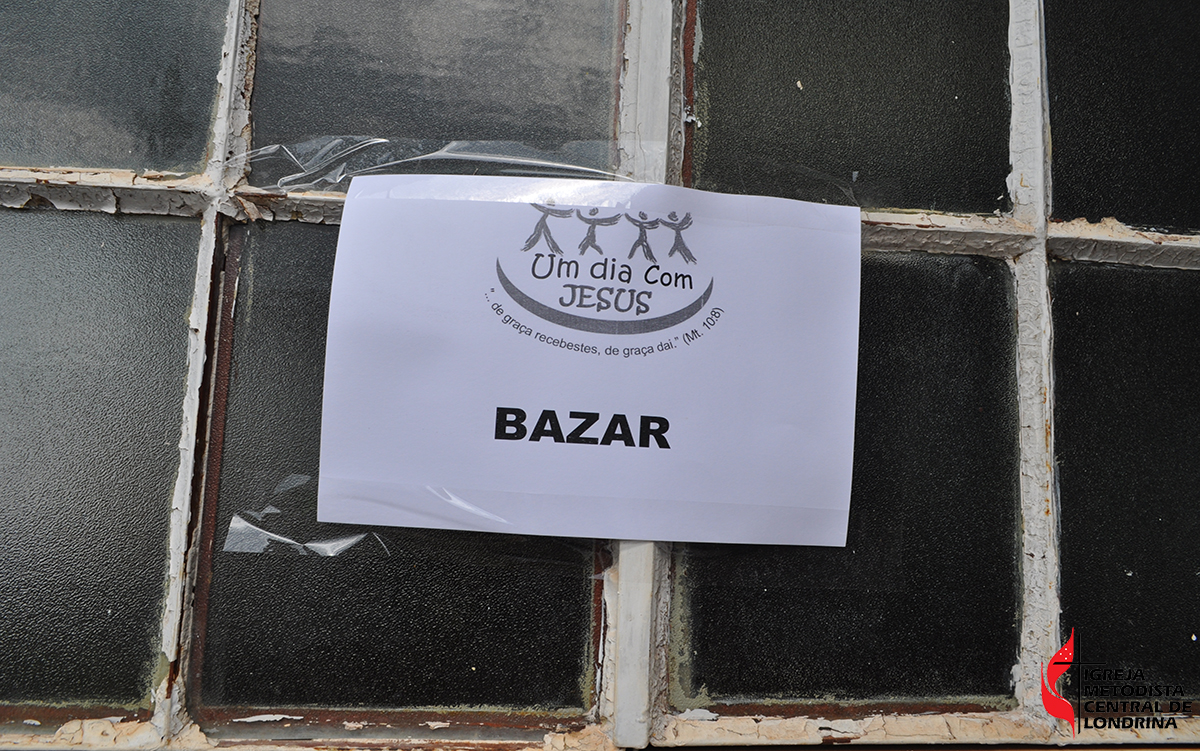 Um dia Com
JESUS
"... de graça recebestes, de graça dai." (Mt. 10:8)
BAZAR
IGREJA
METODISTA
CENTRAL DE
LONDRINA